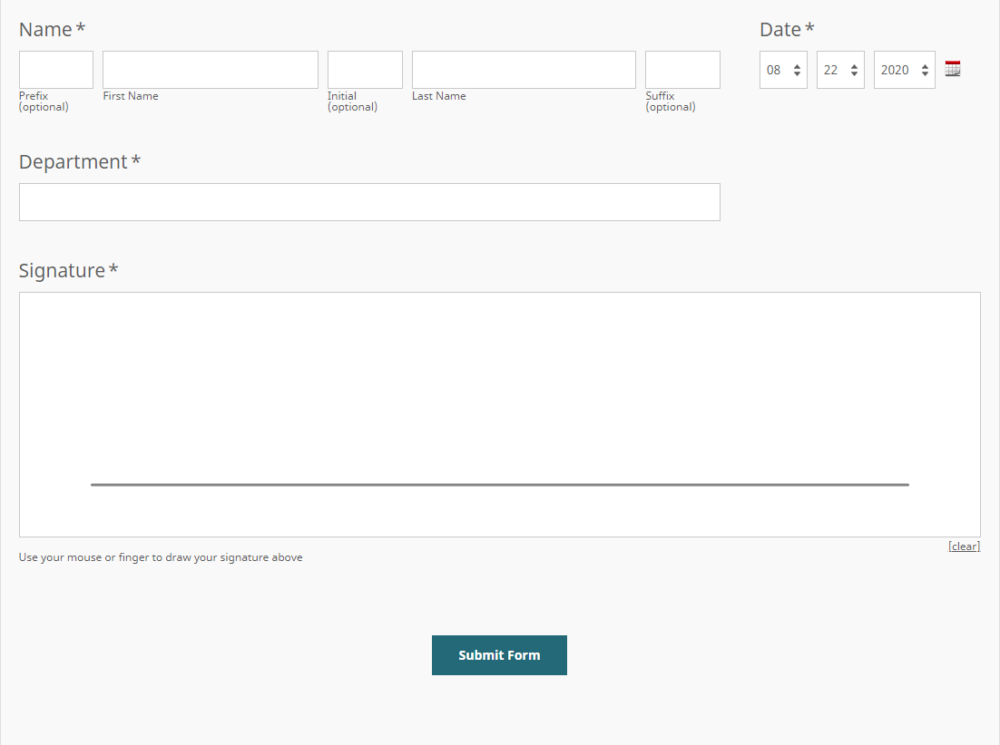 Name *
Date *
08 22 2020
Prefix (optional)
First Name
Initial (optional)
Last Name
Suffix (optional)
Department *
Signature *
[clear]
Use your mouse or finger to draw your signature above
Submit Form